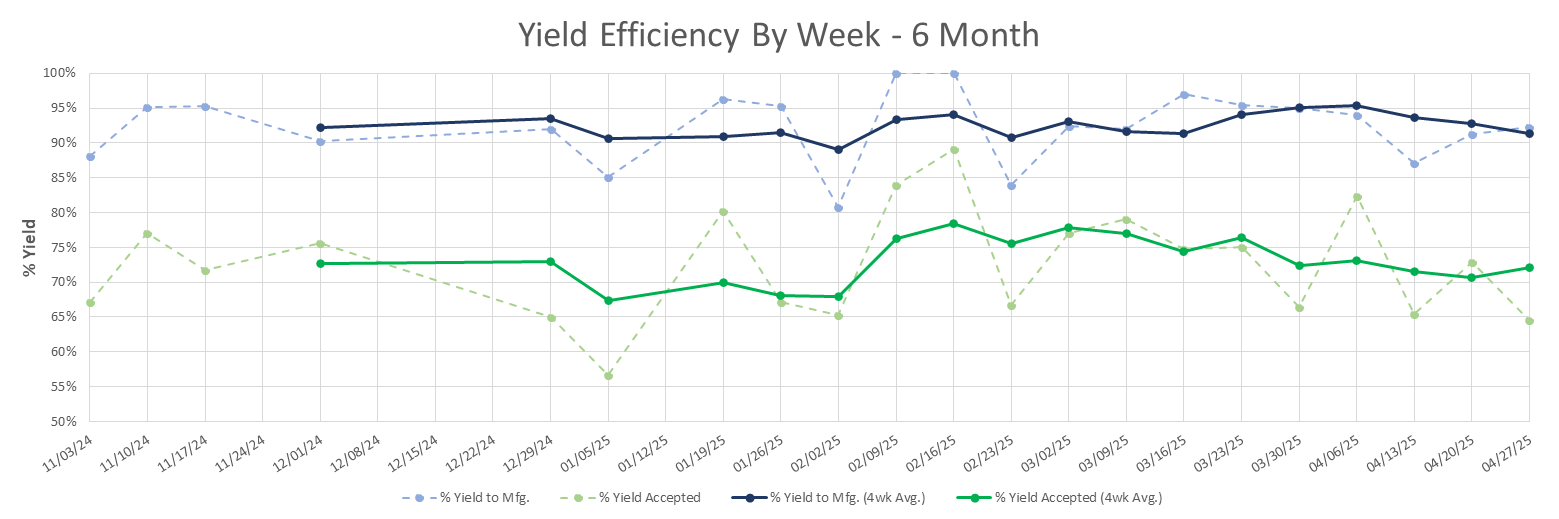 Yield Efficiency By Week - 6 Month
% Yield
100%
95%
90%
85%
80%
75%
70%
65%
60%
55%
50%
11/03/24 11/10/24 11/17/24 11/24/24 12/01/24 12/08/24 12/15/24 12/22/24 12/29/24 01/05/25 01/12/25 01/19/25 01/26/25 02/02/25 02/09/25 02/16/25 02/23/25 03/02/25 03/09/25 03/16/25 03/23/25 03/30/25 04/06/25 04/13/25 04/20/25 04/27/25
% Yield to Mfg. % Yield Accepted % Yield to Mfg. (4wk Avg.) % Yield Accepted (4wk Avg.)